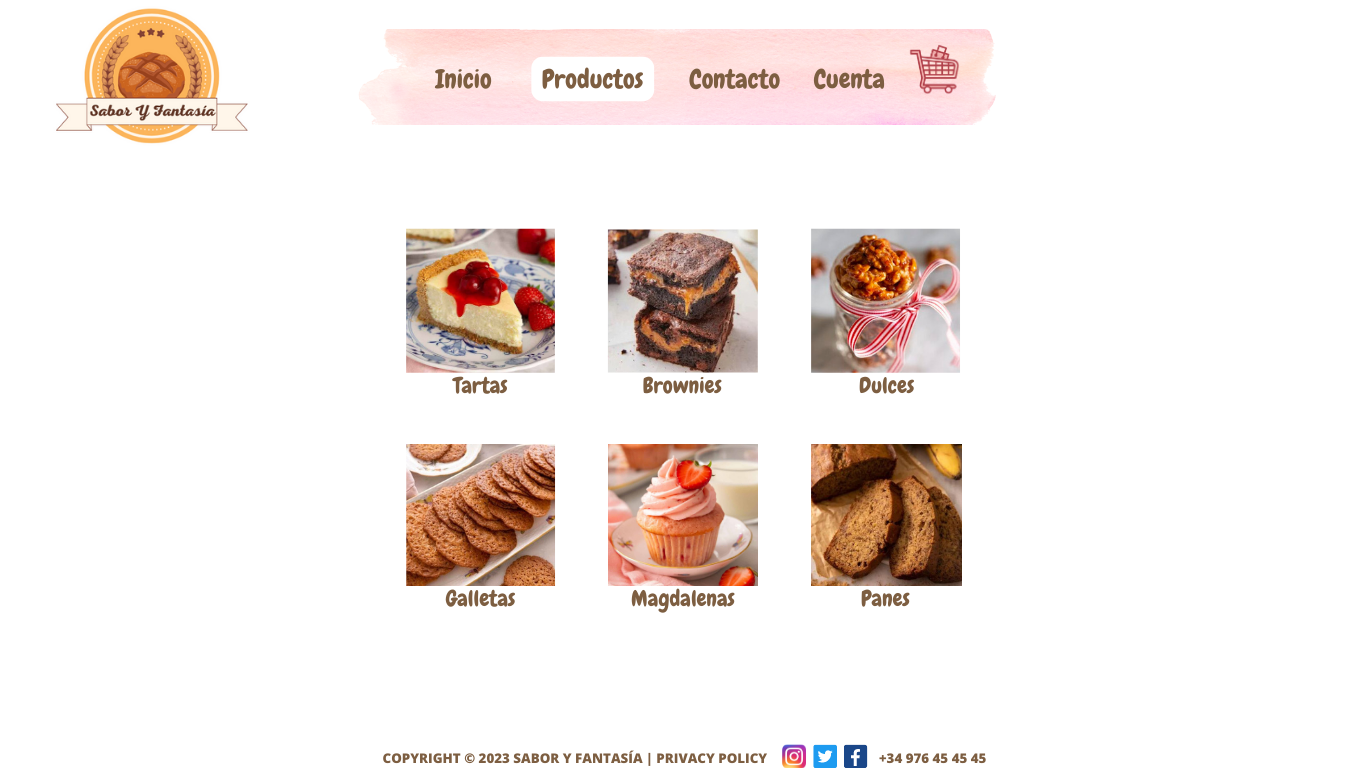 Sabor Y Fantasía
Inicio Productos Contacto Cuenta
Tartas Brownies Dulces
Galletas Magdalenas Panes
COPYRIGHT © 2023 SABOR Y FANTASÍA | PRIVACY POLICY +34 976 45 45 45